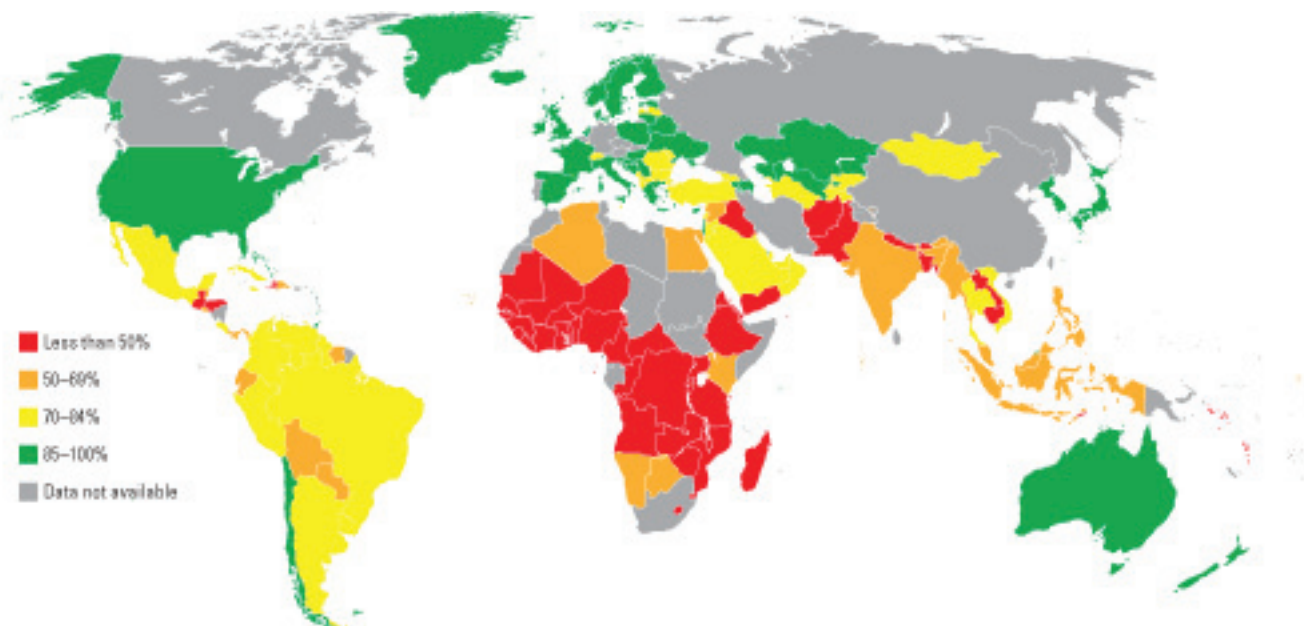 Less than 50%
50–69%
70–84%
85–100%
Data not available